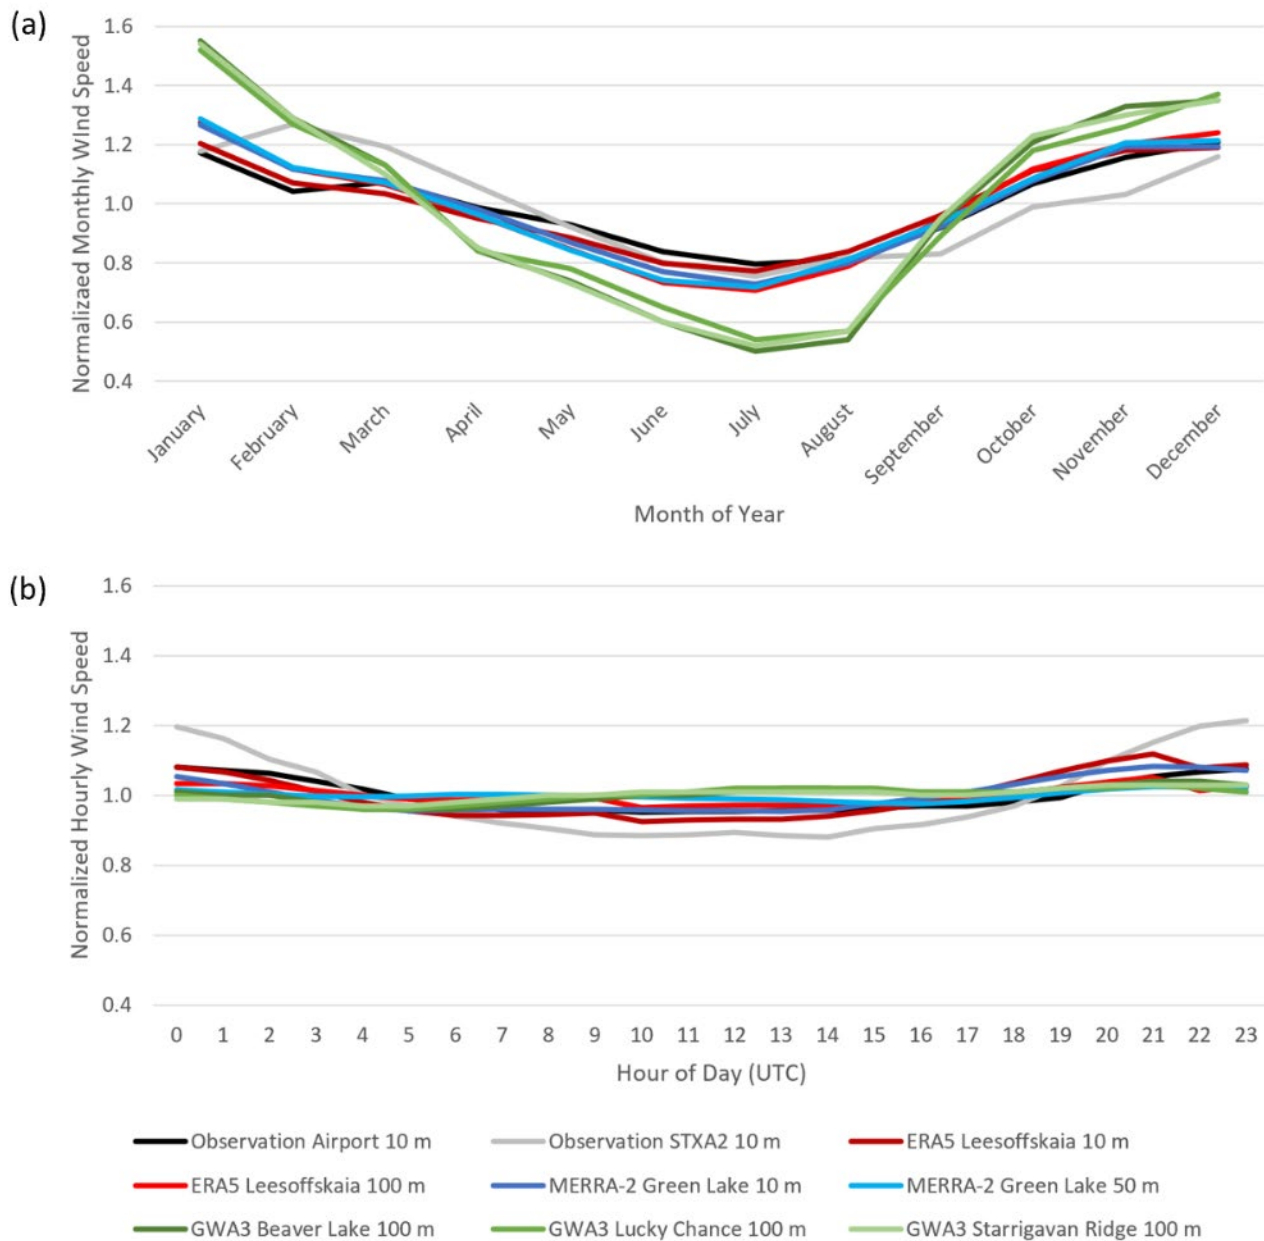 (a)
Normalizaed Monthly WInd Speed
1.6
1.4
1.2
1.0
0.8
0.6
0.4
January
February
March
April
May
June
July
August
September
October
November
December
Month of Year
(b)
Normalized Hourly Wind Speed
1.6
1.4
1.2
1.0
0.8
0.6
0.4
0 1 2 3 4 5 6 7 8 9 10 11 12 13 14 15 16 17 18 19 20 21 22 23
Hour of Day (UTC)
Observation Airport 10 m Observation STXA2 10 m ERA5 Leesoffskaia 10 m
ERA5 Leesoffskaia 100 m MERRA-2 Green Lake 10 m MERRA-2 Green Lake 50 m
GWA3 Beaver Lake 100 m GWA3 Lucky Chance 100 m GWA3 Starrigavan Ridge 100 m